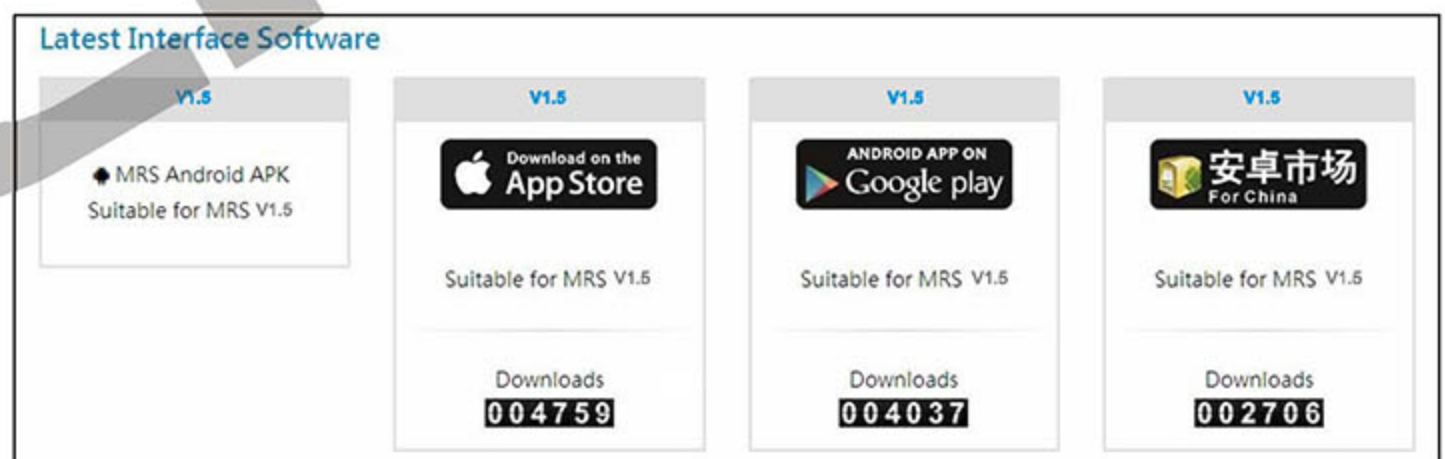 Latest Interface Software
V1.5
MRS Android APK
Suitable for MRS V1.5
V1.5
Download on the
App Store
Suitable for MRS V1.5
Downloads
004759
V1.5
ANDROID APP ON
Google play
Suitable for MRS V1.5
Downloads
004037
V1.5
安卓市场
For China
Suitable for MRS V1.5
Downloads
002706